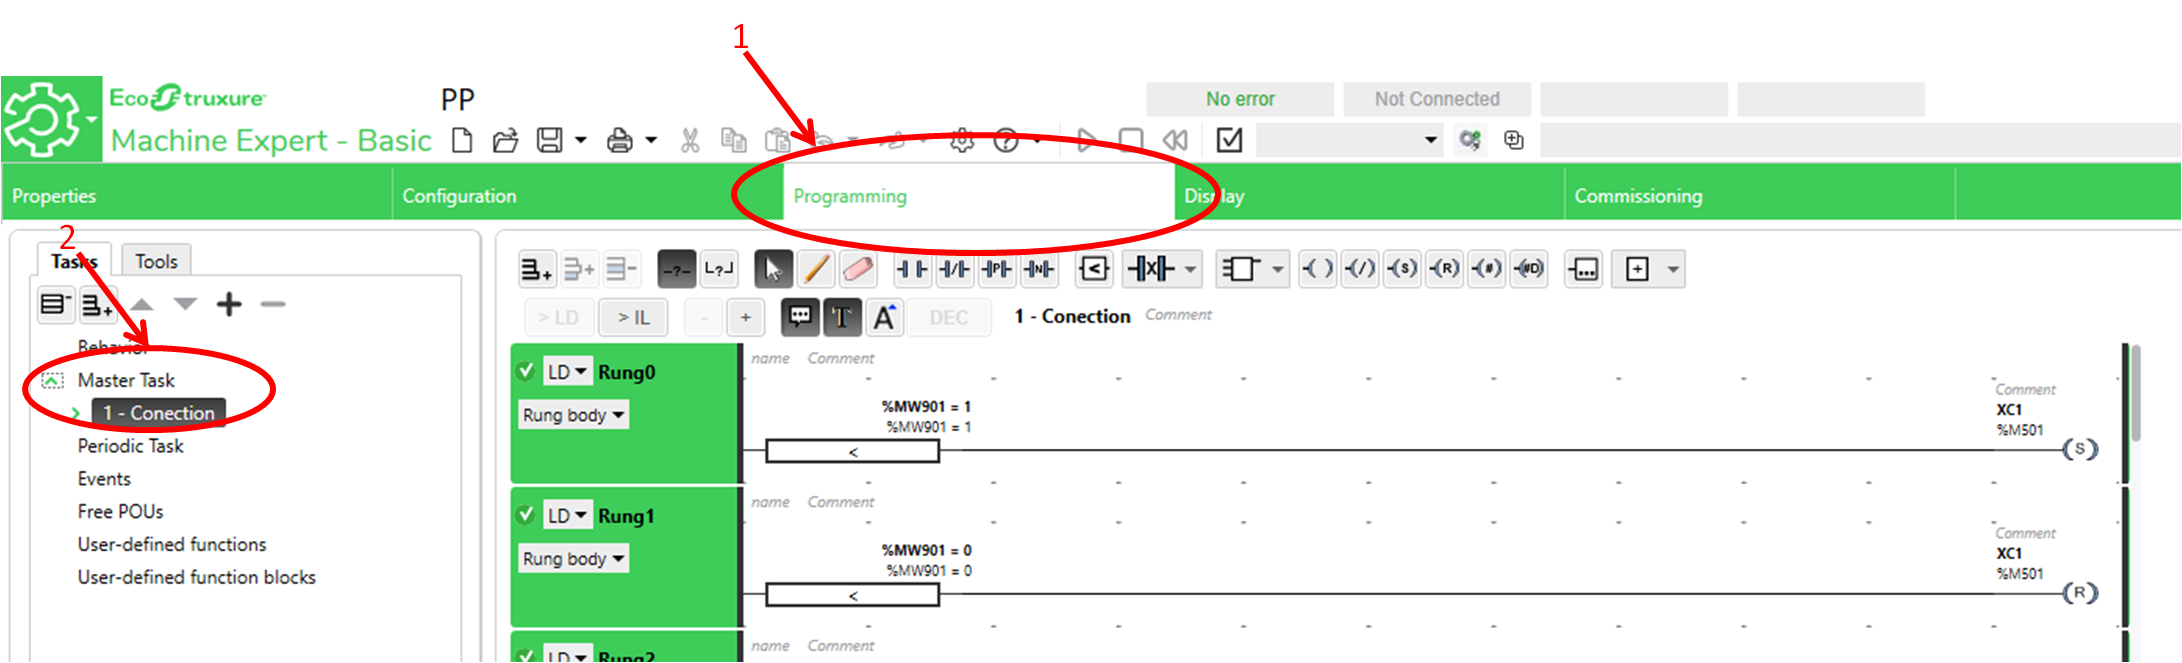 1
EcoStruxure
PP
No error
Not Connected
Machine Expert - Basic
Properties
Configuration
Programming
Display
Commissioning
2
Tasks
Tools
> LD
> IL
-
+
T
A
DEC
1 - Conection
Comment
Behavior
Master Task
1 - Conection
Periodic Task
Events
Free POUs
User-defined functions
User-defined function blocks
LD
Rung0
name
Comment
Rung body
%MW901 = 1
%MW901 = 1
<
Comment
XC1
%M501
(S)
LD
Rung1
name
Comment
Rung body
%MW901 = 0
%MW901 = 0
<
Comment
XC1
%M501
(R)
LD
Rung2
name
Comment